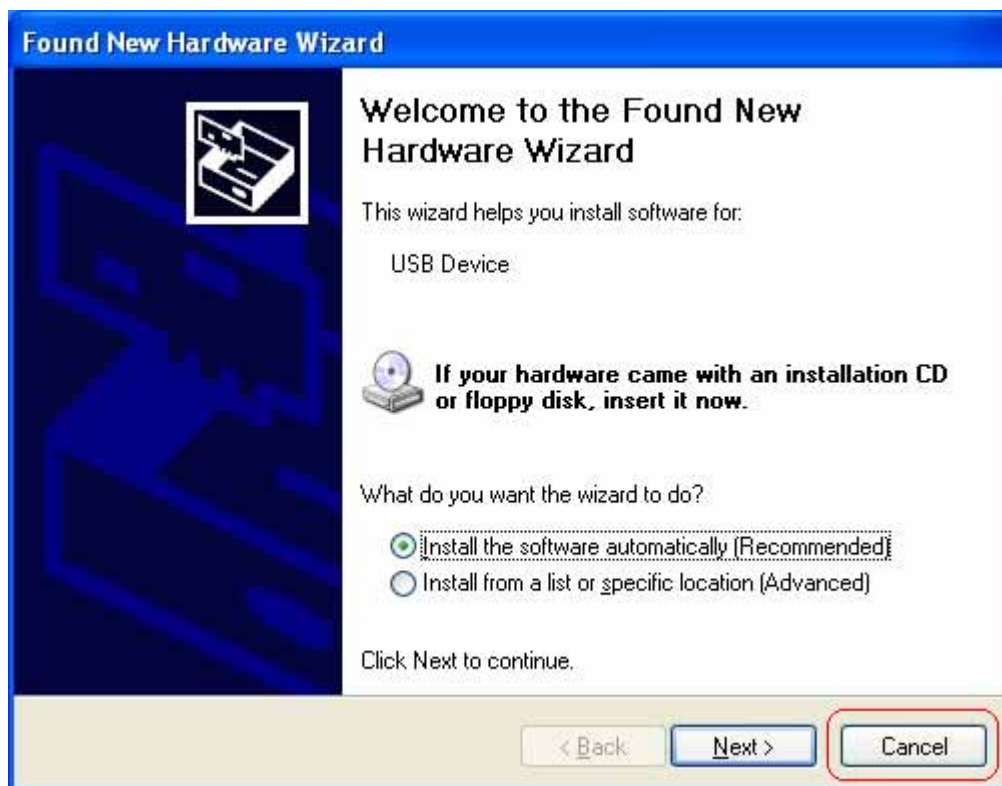 Found New Hardware Wizard
Welcome to the Found New
Hardware Wizard
This wizard helps you install software for:
USB Device
If your hardware came with an installation CD
or floppy disk, insert it now.
What do you want the wizard to do?
Install the software automatically (Recommended)
Install from a list or specific location (Advanced)
Click Next to continue.
< Back Next > Cancel